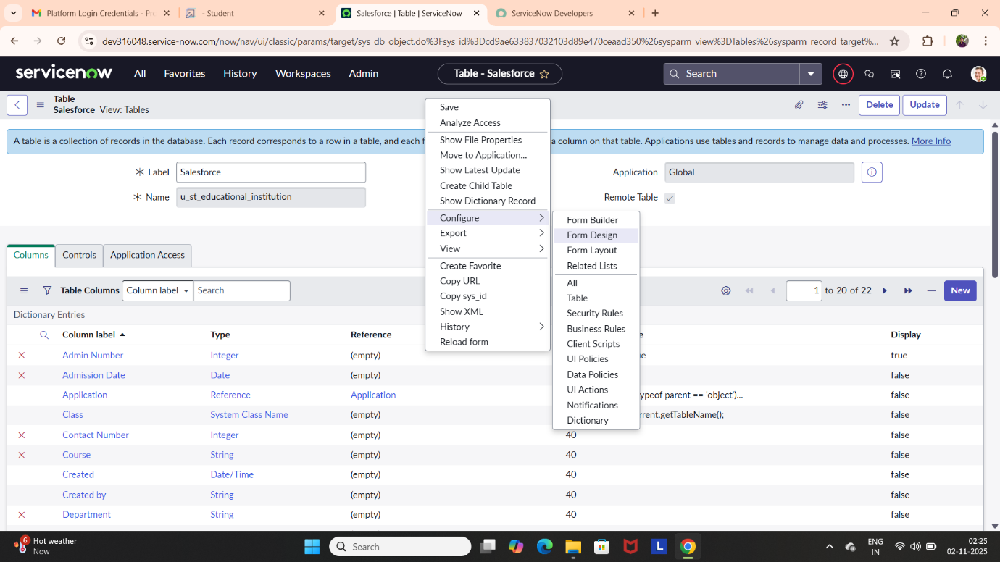 Platform Login Credentials - Pro
- Student
Salesforce | Table | ServiceNow
ServiceNow Developers
dev316048.service-now.com/now/nav/ui/classic/params/target/sys_db_object.do%3Fsys_id%3Dcd9ae633837032103d89e470ceaad350%26sysparm_view%3DTables%26sysparm_record_target%...
servicenow
All Favorites History Workspaces Admin
Table - Salesforce
Search
Table
Salesforce View: Tables
Delete Update
A table is a collection of records in the database. Each record corresponds to a row in a table, and each f
a column on that table. Applications use tables and records to manage data and processes. More Info
Label Salesforce
Application Global
Name u_st_educational_institution
Remote Table
Save
Analyze Access
Show File Properties
Move to Application...
Show Latest Update
Create Child Table
Show Dictionary Record
Configure
Export
View
Create Favorite
Copy URL
Copy sys_id
Show XML
History
Reload form
Form Builder
Form Design
Form Layout
Related Lists
All
Table
Security Rules
Business Rules
Client Scripts
UI Policies
Data Policies
UI Actions
Notifications
Dictionary
Columns Controls Application Access
Table Columns Column label Search
1 to 20 of 22 New
Dictionary Entries
Column label Type Reference e Display
Admin Number Integer (empty) ue true
Admission Date Date (empty) false
Application Reference Application ypeof parent == 'object')... false
Class System Class Name (empty) rrent.getTableName(); false
Contact Number Integer (empty) 40 false
Course String (empty) 40 false
Created Date/Time (empty) 40 false
Created by String (empty) 40 false
Department String (empty) 40 false
6
Hot weather
Now
Search
L
ENG
IN
02:25
02-11-2025